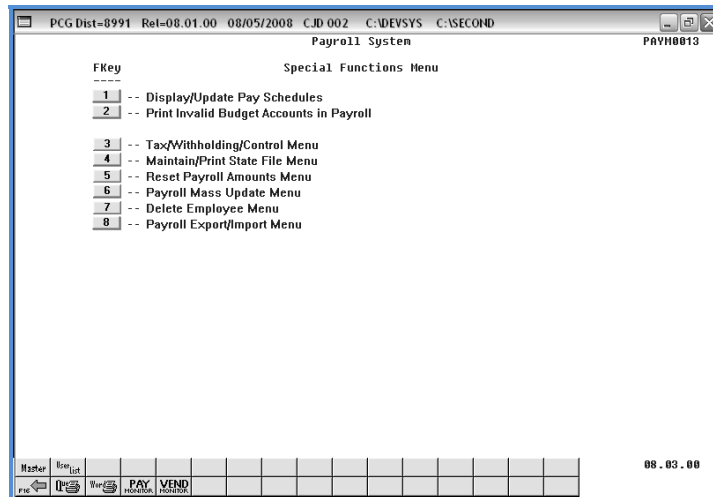 PCG Dist=8991 Rel=08.01.00 08/05/2008 CJD 002 C:\DEVSYS C:\SECOND
Payroll System PAYM0013
FKey Special Functions Menu
----
1 -- Display/Update Pay Schedules
2 -- Print Invalid Budget Accounts in Payroll
3 -- Tax/Withholding/Control Menu
4 -- Maintain/Print State File Menu
5 -- Reset Payroll Amounts Menu
6 -- Payroll Mass Update Menu
7 -- Delete Employee Menu
8 -- Payroll Export/Import Menu
Master User List 08.03.00
F16 Que Word PAY MONITOR VEND MONITOR